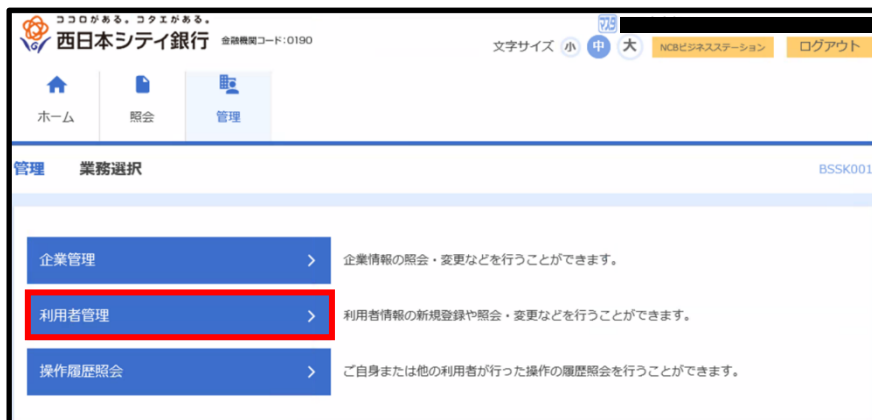 ココロがある。コタエがある。
西日本シティ銀行 金融機関コード:0190
文字サイズ 小 中 大 NCBビジネスステーション ログアウト
ホーム 照会 管理
管理 業務選択 BSSK001
企業管理 企業情報の照会・変更などを行うことができます。
利用者管理 利用者情報の新規登録や照会・変更などを行うことができます。
操作履歴照会 ご自身または他の利用者が行った操作の履歴照会を行うことができます。